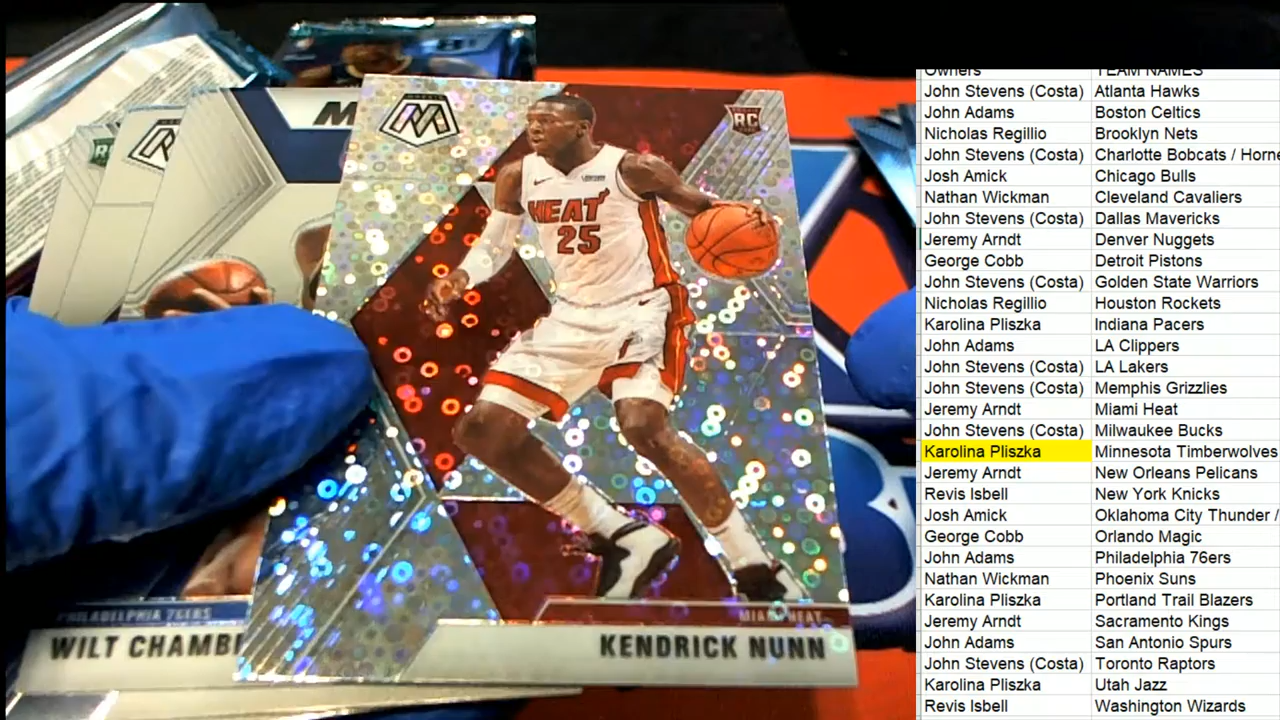 MOSAIC
M
RC
HEAT
25
MIAMI HEAT
KENDRICK NUNN
PHILADELPHIA 76ERS
WILT CHAMB
Owners TEAM NAMES
John Stevens (Costa) Atlanta Hawks
John Adams Boston Celtics
Nicholas Regillio Brooklyn Nets
John Stevens (Costa) Charlotte Bobcats / Horne
Josh Amick Chicago Bulls
Nathan Wickman Cleveland Cavaliers
John Stevens (Costa) Dallas Mavericks
Jeremy Arndt Denver Nuggets
George Cobb Detroit Pistons
John Stevens (Costa) Golden State Warriors
Nicholas Regillio Houston Rockets
Karolina Pliszka Indiana Pacers
John Adams LA Clippers
John Stevens (Costa) LA Lakers
John Stevens (Costa) Memphis Grizzlies
Jeremy Arndt Miami Heat
John Stevens (Costa) Milwaukee Bucks
Karolina Pliszka Minnesota Timberwolves
Jeremy Arndt New Orleans Pelicans
Revis Isbell New York Knicks
Josh Amick Oklahoma City Thunder /
George Cobb Orlando Magic
John Adams Philadelphia 76ers
Nathan Wickman Phoenix Suns
Karolina Pliszka Portland Trail Blazers
Jeremy Arndt Sacramento Kings
John Adams San Antonio Spurs
John Stevens (Costa) Toronto Raptors
Karolina Pliszka Utah Jazz
Revis Isbell Washington Wizards